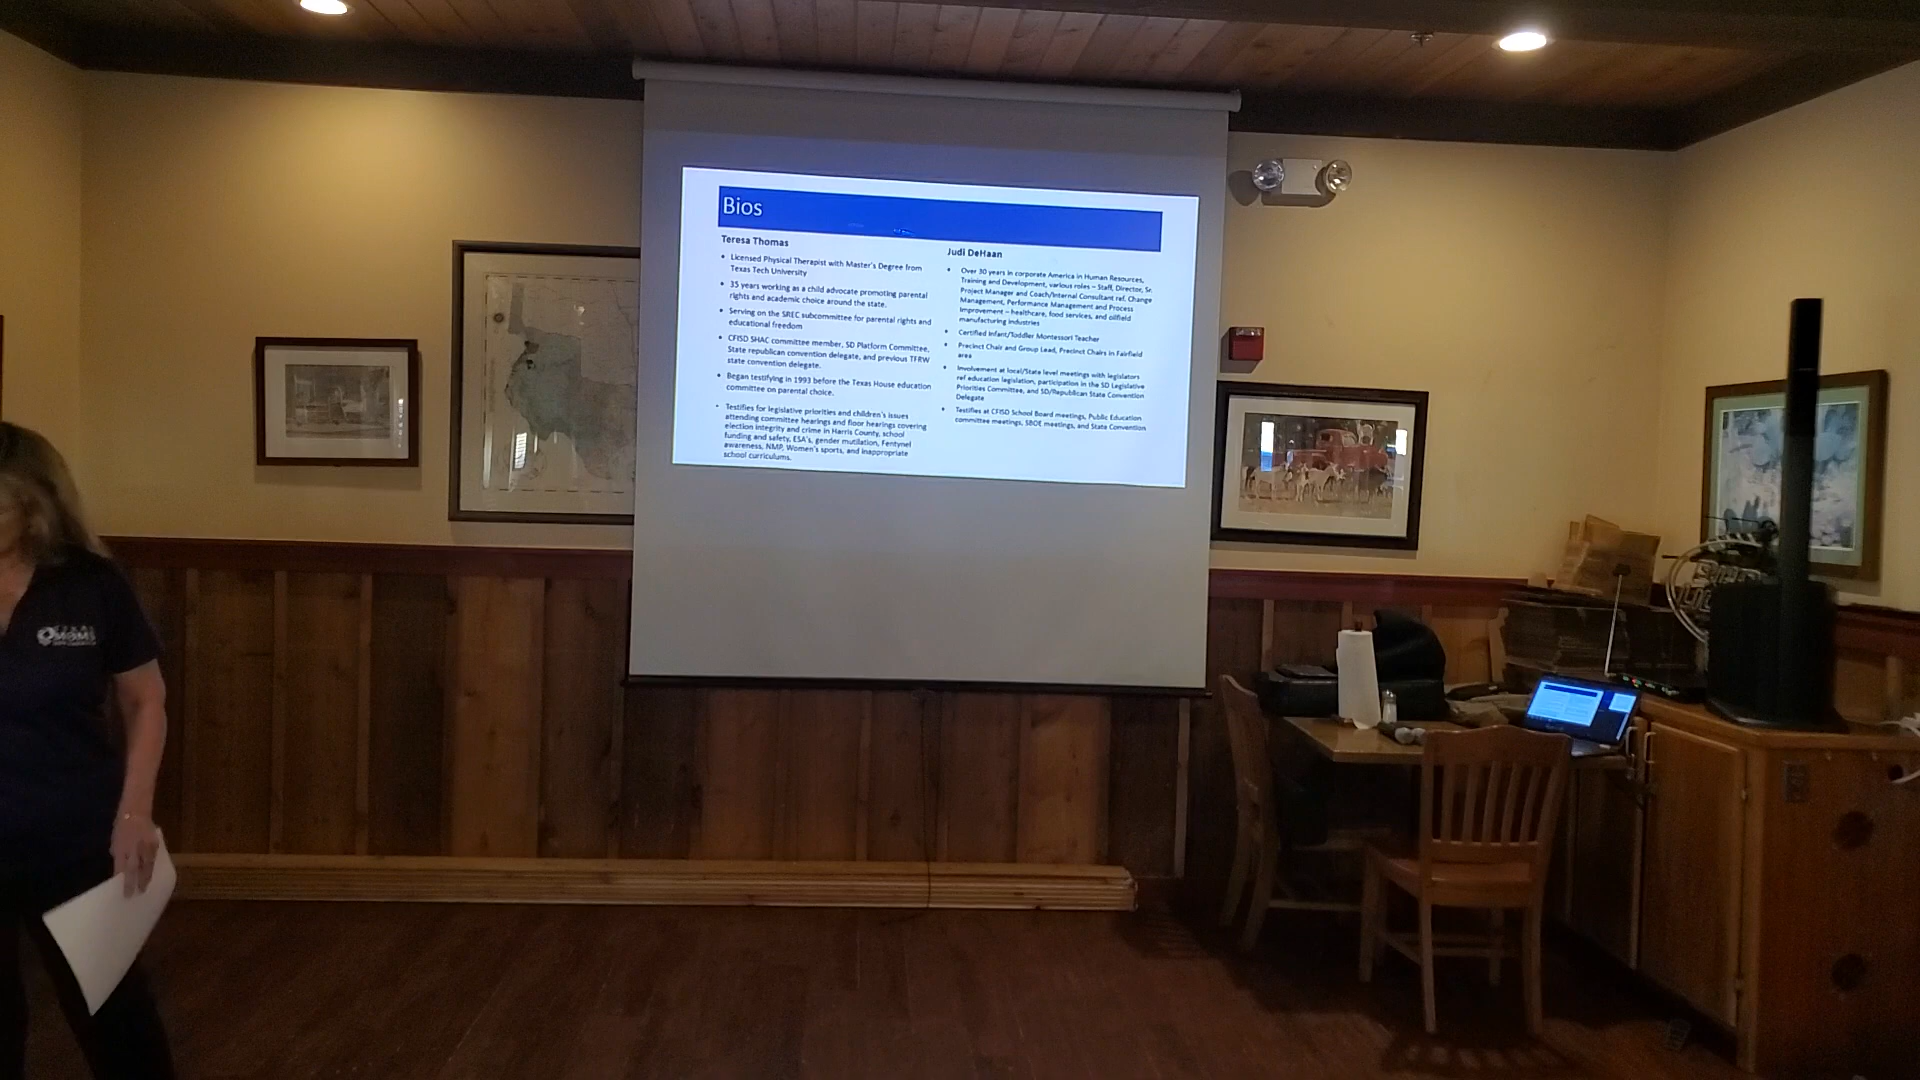 Bios
Teresa Thomas
• Licensed Physical Therapist with Master's Degree from
Texas Tech University
• 35 years working as a child advocate promoting parental
rights and academic choice around the state.
• Serving on the SREC subcommittee for parental rights and
educational freedom
• CFISD SHAC committee member, SD Platform Committee,
State republican convention delegate, and previous TFRW
state convention delegate.
• Began testifying in 1993 before the Texas House education
committee on parental choice.
• Testifies for legislative priorities and children's issues
attending committee hearings and floor hearings covering
election integrity and crime in Harris County, school
funding and safety, ESA's, gender mutilation, Fentynel
awareness, NMP, Women's sports, and inappropriate
school curriculums.
Judi DeHaan
• Over 30 years in corporate America in Human Resources,
Training and Development, various roles – Staff, Director, Sr.
Project Manager and Coach/Internal Consultant ref. Change
Management, Performance Management and Process
Improvement – healthcare, food services, and oilfield
manufacturing industries
• Certified Infant/Toddler Montessori Teacher
• Precinct Chair and Group Lead, Precinct Chairs in Fairfield
area
• Involvement at local/State level meetings with legislators
ref education legislation, participation in the SD Legislative
Priorities Committee, and SD/Republican State Convention
Delegate
• Testifies at CFISD School Board meetings, Public Education
committee meetings, SBOE meetings, and State Convention
TEXAS
MOMS